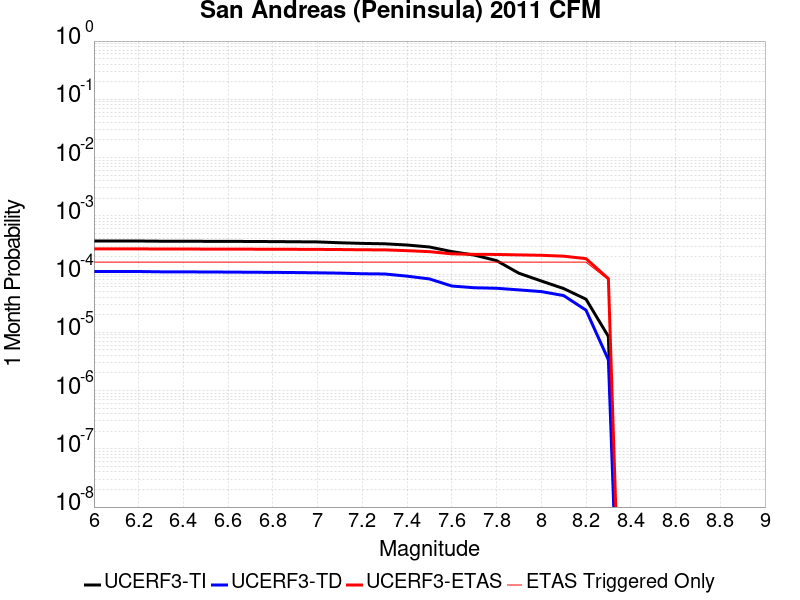 San Andreas (Peninsula) 2011 CFM
10^0
10^-1
10^-2
10^-3
10^-4
10^-5
10^-6
10^-7
10^-8
1 Month Probability
6 6.2 6.4 6.6 6.8 7 7.2 7.4 7.6 7.8 8 8.2 8.4 8.6 8.8 9
Magnitude
UCERF3-TI UCERF3-TD UCERF3-ETAS ETAS Triggered Only